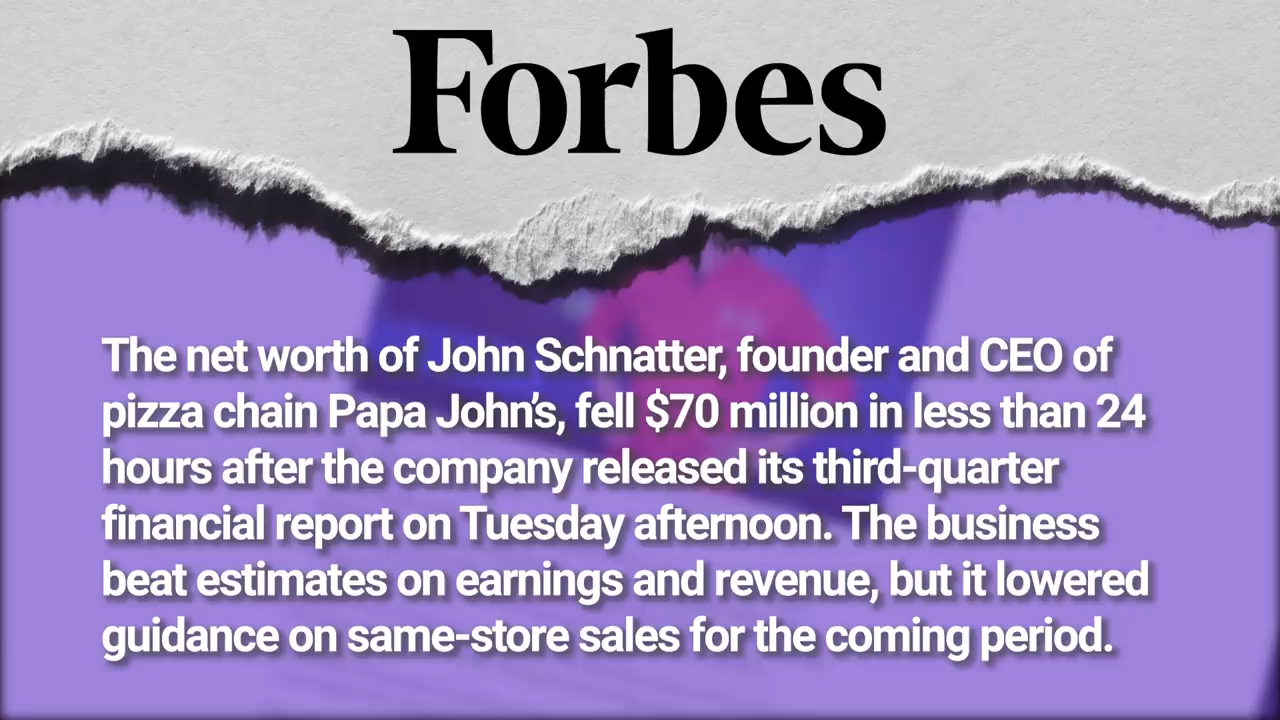 Forbes
The net worth of John Schnatter, founder and CEO of
pizza chain Papa John’s, fell $70 million in less than 24
hours after the company released its third-quarter
financial report on Tuesday afternoon. The business
beat estimates on earnings and revenue, but it lowered
guidance on same-store sales for the coming period.